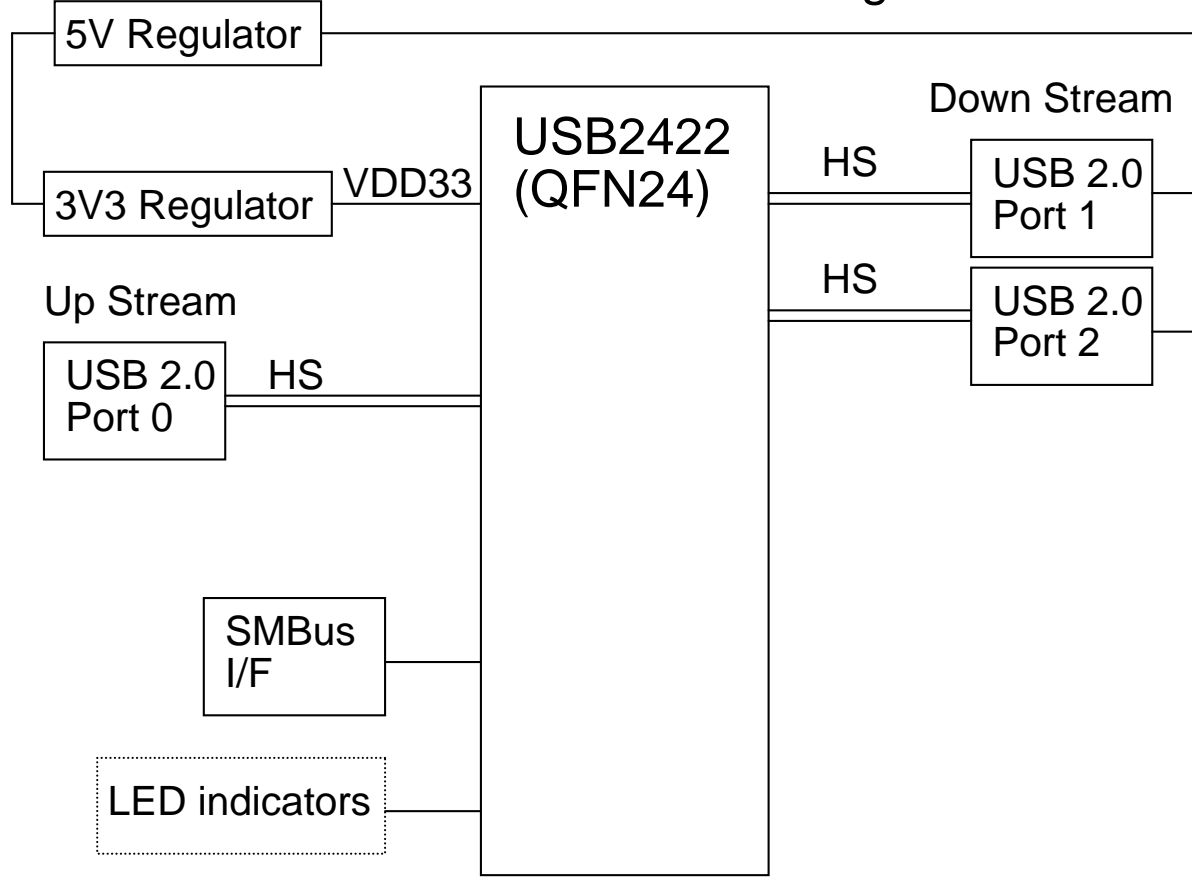 5V Regulator
Down Stream
USB2422
(QFN24)
HS
USB 2.0
Port 1
VDD33
3V3 Regulator
HS
USB 2.0
Port 2
Up Stream
USB 2.0
Port 0
HS
SMBus
I/F
LED indicators